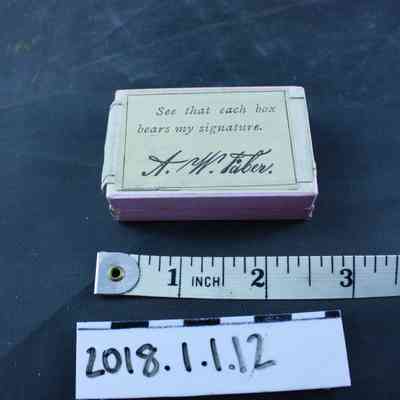 See that each box
bears my signature.
A. W. Faber.
1 INCH 2 3
2018.1.1.12